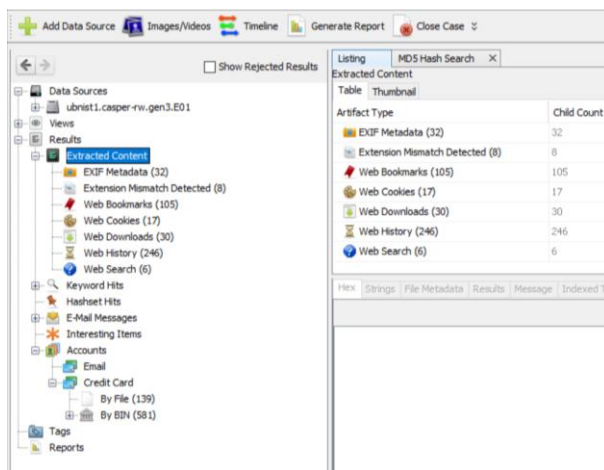 Add Data Source Images/Videos Timeline Generate Report Close Case
Show Rejected Results
Data Sources
ubnist1.casper-rw.gen3.E01
Views
Results
Extracted Content
EXIF Metadata (32)
Extension Mismatch Detected (8)
Web Bookmarks (105)
Web Cookies (17)
Web Downloads (30)
Web History (246)
Web Search (6)
Keyword Hits
Hashset Hits
E-Mail Messages
Interesting Items
Accounts
Email
Credit Card
By File (139)
By BIN (581)
Tags
Reports
Listing MD5 Hash Search X
Extracted Content
Table Thumbnail
Artifact Type Child Count
EXIF Metadata (32) 32
Extension Mismatch Detected (8) 8
Web Bookmarks (105) 105
Web Cookies (17) 17
Web Downloads (30) 30
Web History (246) 246
Web Search (6) 6
Hex Strings File Metadata Results Message Indexed